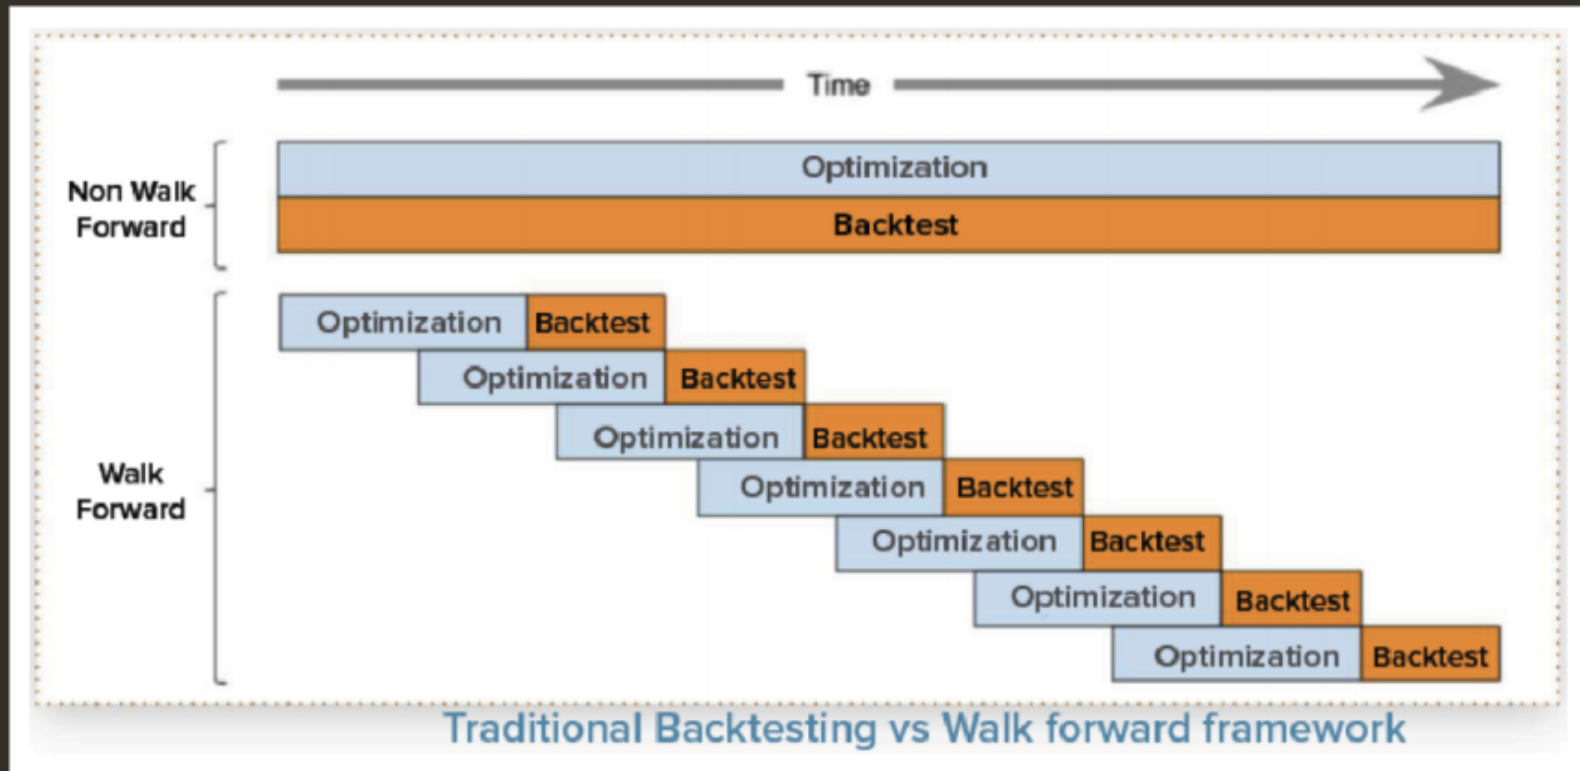 Time
Optimization
Non Walk
Forward
Backtest
Optimization Backtest
Optimization Backtest
Optimization Backtest
Walk
Forward
Optimization Backtest
Optimization Backtest
Optimization Backtest
Optimization Backtest
Traditional Backtesting vs Walk forward framework